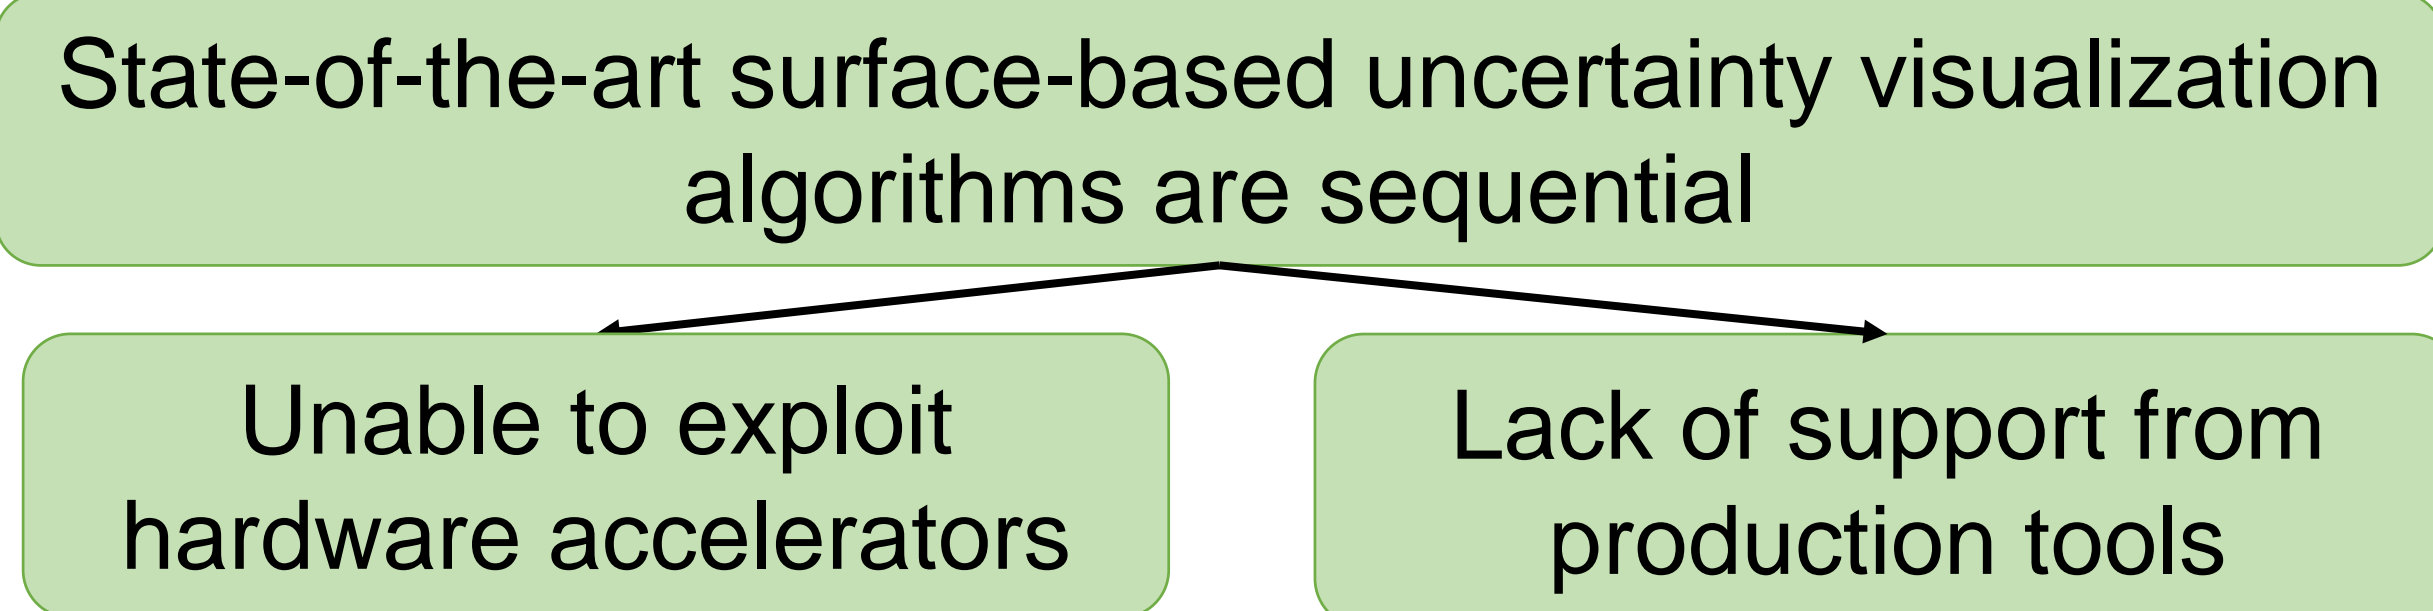 State-of-the-art surface-based uncertainty visualization
algorithms are sequential
Unable to exploit
hardware accelerators
Lack of support from
production tools